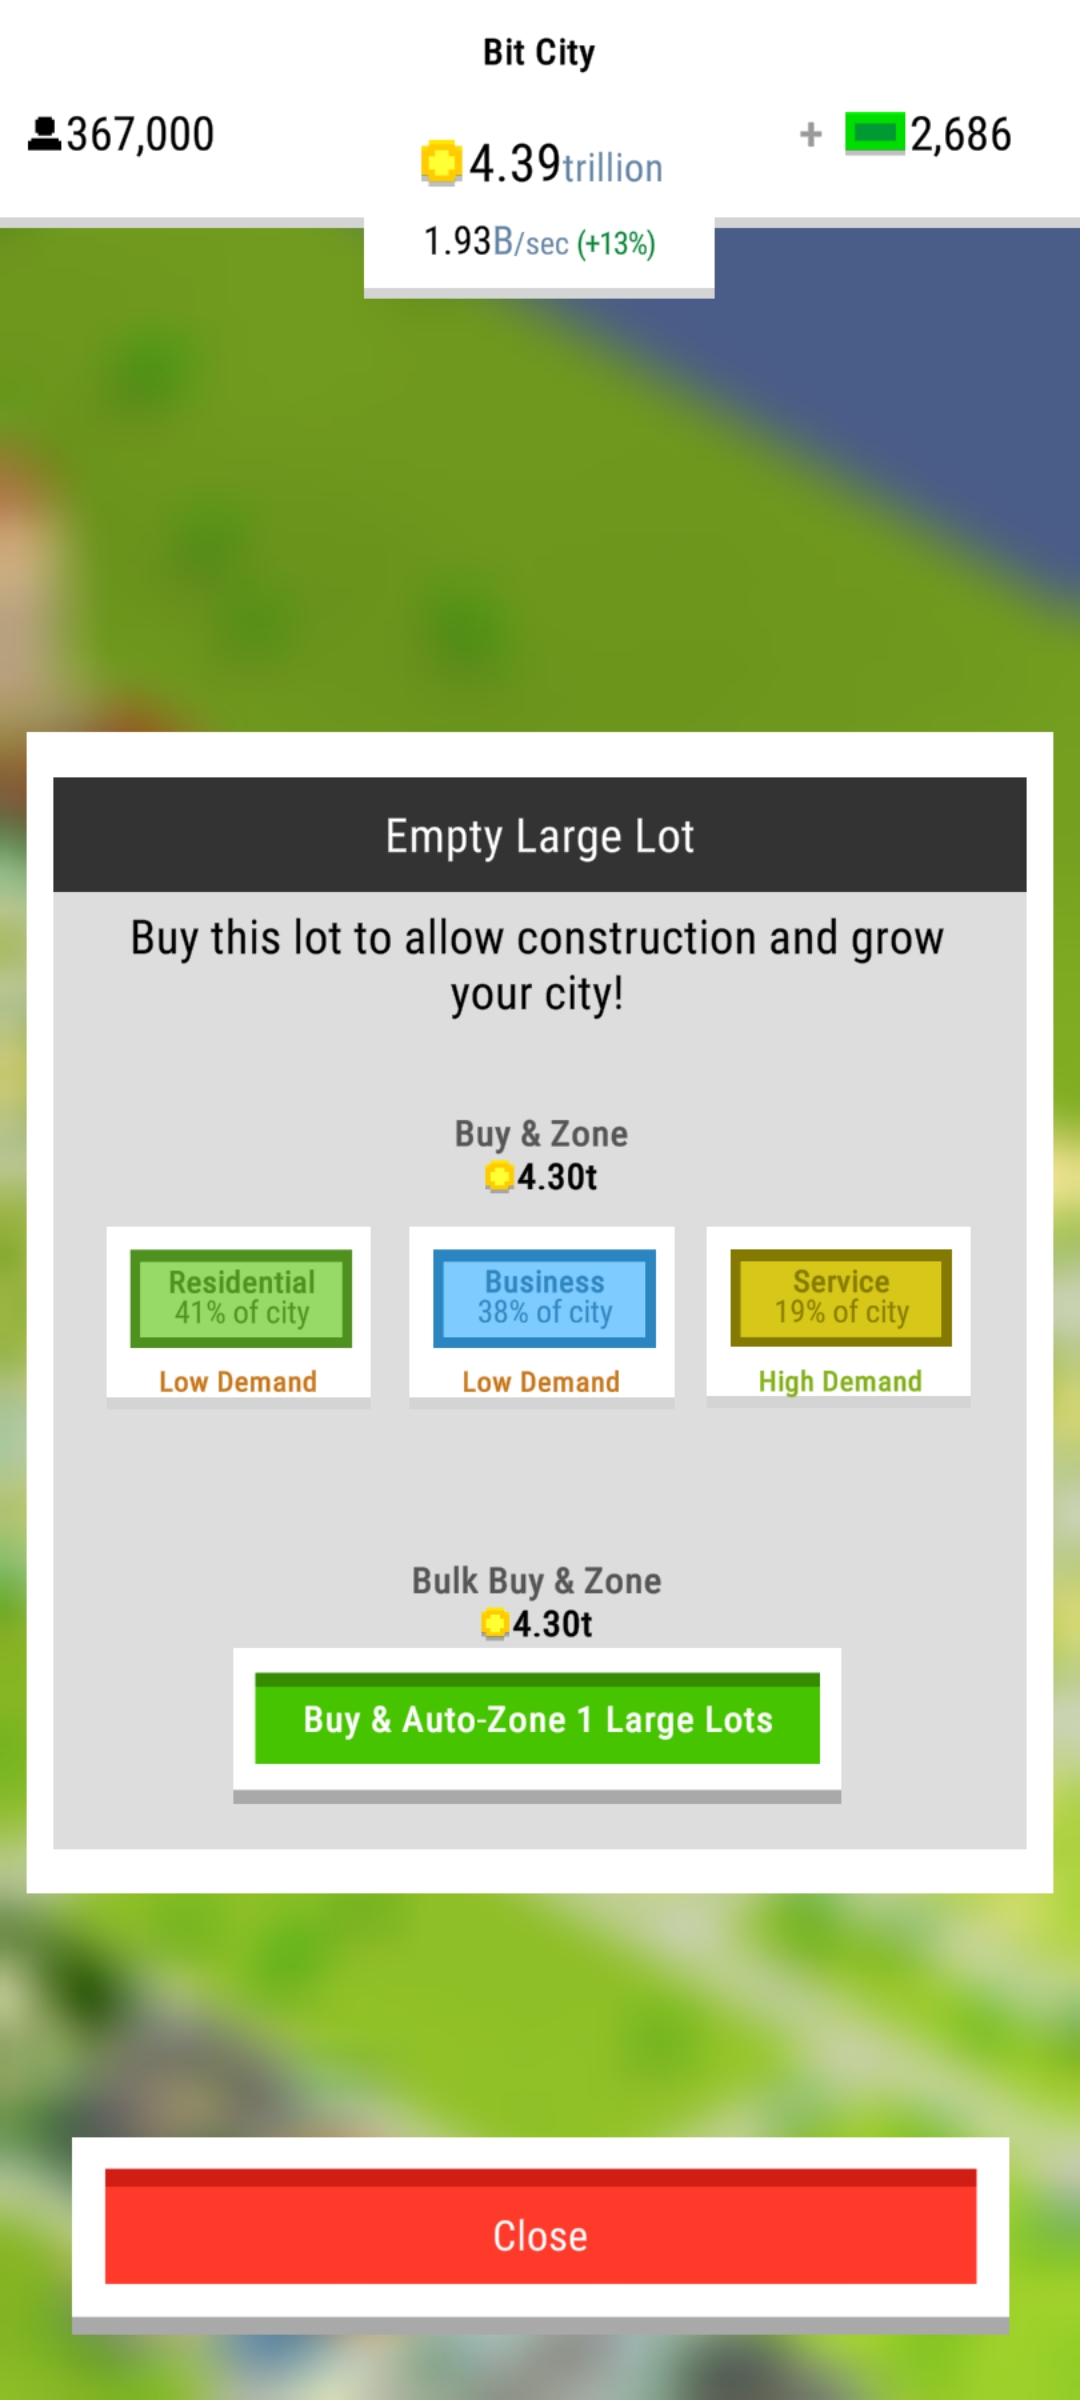 Bit City
367,000
4.39trillion
+ 2,686
1.93B/sec (+13%)
Empty Large Lot
Buy this lot to allow construction and grow
your city!
Buy & Zone
4.30t
Residential
41% of city
Low Demand
Business
38% of city
Low Demand
Service
19% of city
High Demand
Bulk Buy & Zone
4.30t
Buy & Auto-Zone 1 Large Lots
Close